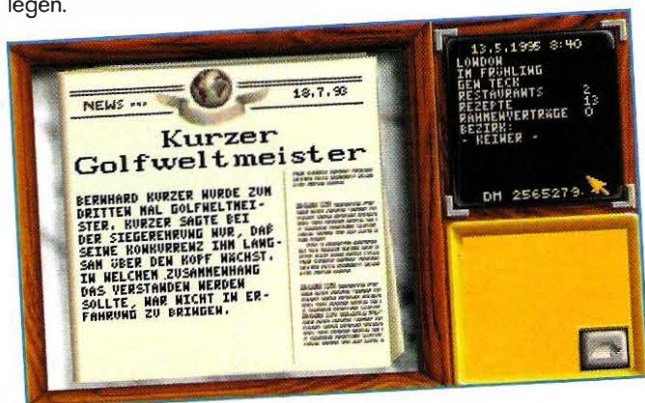 legen.
NEWS
18.7.93
Kurzer
Golfweltmeister
BERNHARD KURZER WURDE ZUM
DRITTEN MAL GOLFWELTMEI-
STER. KURZER SAGTE BEI
DER SIEGEREHRUNG NUR, DAß
SEINE KONKURRENZ IHM LANG-
SAM ÜBER DEN KOPF WÄCHST.
IN WELCHEM ZUSAMMENHANG
DAS VERSTANDEN WERDEN
SOLLTE, WAR NICHT IN ER-
FAHRUNG ZU BRINGEN.
13.5.1995 8:40
LONDON
IM FRÜHLING
GEN TECK
RESTAURANTS 2
REZEPTE 13
RAHMENVERTRÄGE 0
BEZIRK:
- KEINER -
DM 2565279.